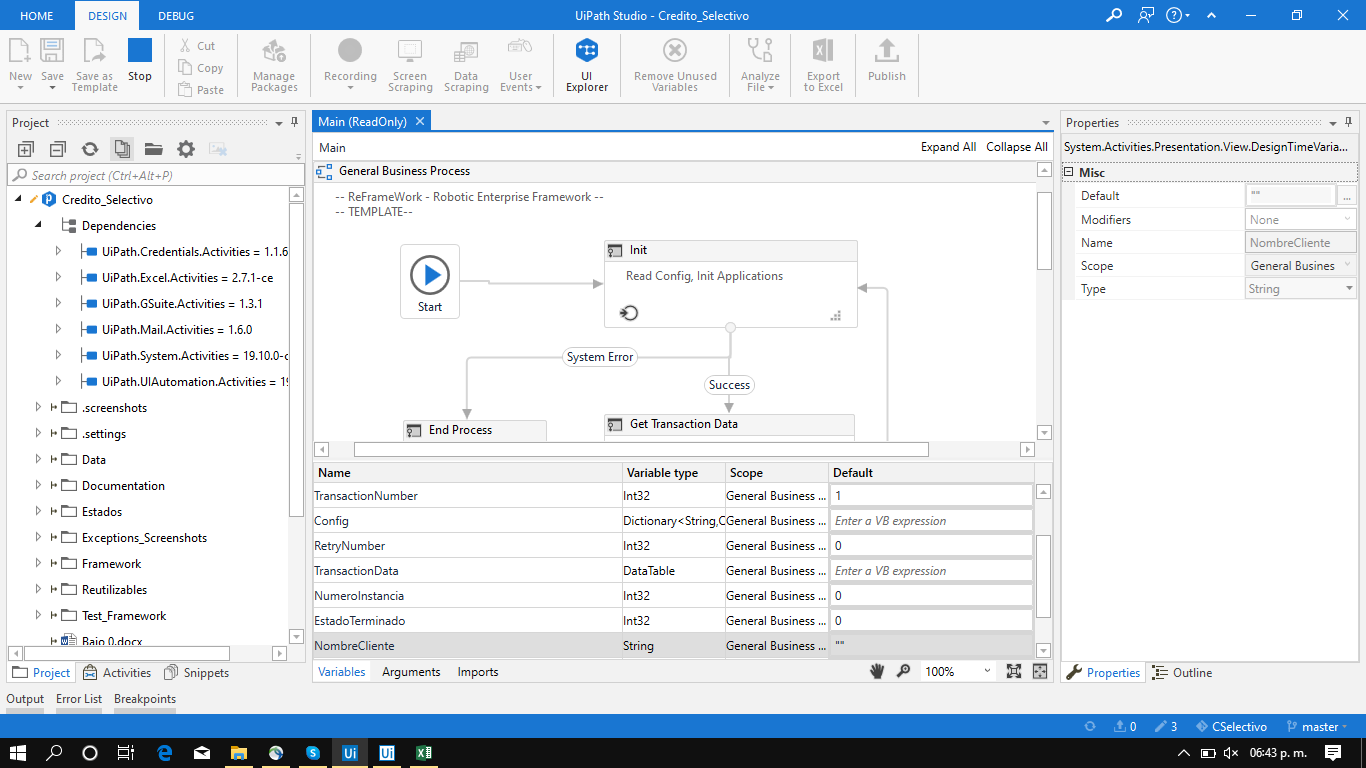 HOME DESIGN DEBUG UiPath Studio - Credito_Selectivo
New Save Save as Template Stop
Cut
Copy
Paste
Manage Packages
Recording
Screen Scraping
Data Scraping
User Events
UI Explorer
Remove Unused Variables
Analyze File
Export to Excel
Publish
Project
Search project (Ctrl+Alt+P)
Credito_Selectivo
Dependencies
UiPath.Credentials.Activities = 1.1.6
UiPath.Excel.Activities = 2.7.1-ce
UiPath.GSuite.Activities = 1.3.1
UiPath.Mail.Activities = 1.6.0
UiPath.System.Activities = 19.10.0-c
UiPath.UIAutomation.Activities = 19
.screenshots
.settings
Data
Documentation
Estados
Exceptions_Screenshots
Framework
Reutilizables
Test_Framework
Bajo 0.docx
Project Activities Snippets
Output Error List Breakpoints
Main (ReadOnly)
Main Expand All Collapse All
General Business Process
-- ReFrameWork - Robotic Enterprise Framework --
-- TEMPLATE--
Start
Init
Read Config, Init Applications
System Error
Success
End Process
Get Transaction Data
Name Variable type Scope Default
TransactionNumber Int32 General Business ... 1
Config Dictionary<String,O General Business ... Enter a VB expression
RetryNumber Int32 General Business ... 0
TransactionData DataTable General Business ... Enter a VB expression
NumeroInstancia Int32 General Business ... 0
EstadoTerminado Int32 General Business ... 0
NombreCliente String General Business ... ""
Variables Arguments Imports 100%
Properties
System.Activities.Presentation.View.DesignTimeVaria...
Misc
Default "" ...
Modifiers None
Name NombreCliente
Scope General Busines
Type String
Properties Outline
0 3 CSelectivo master
06:43 p. m.